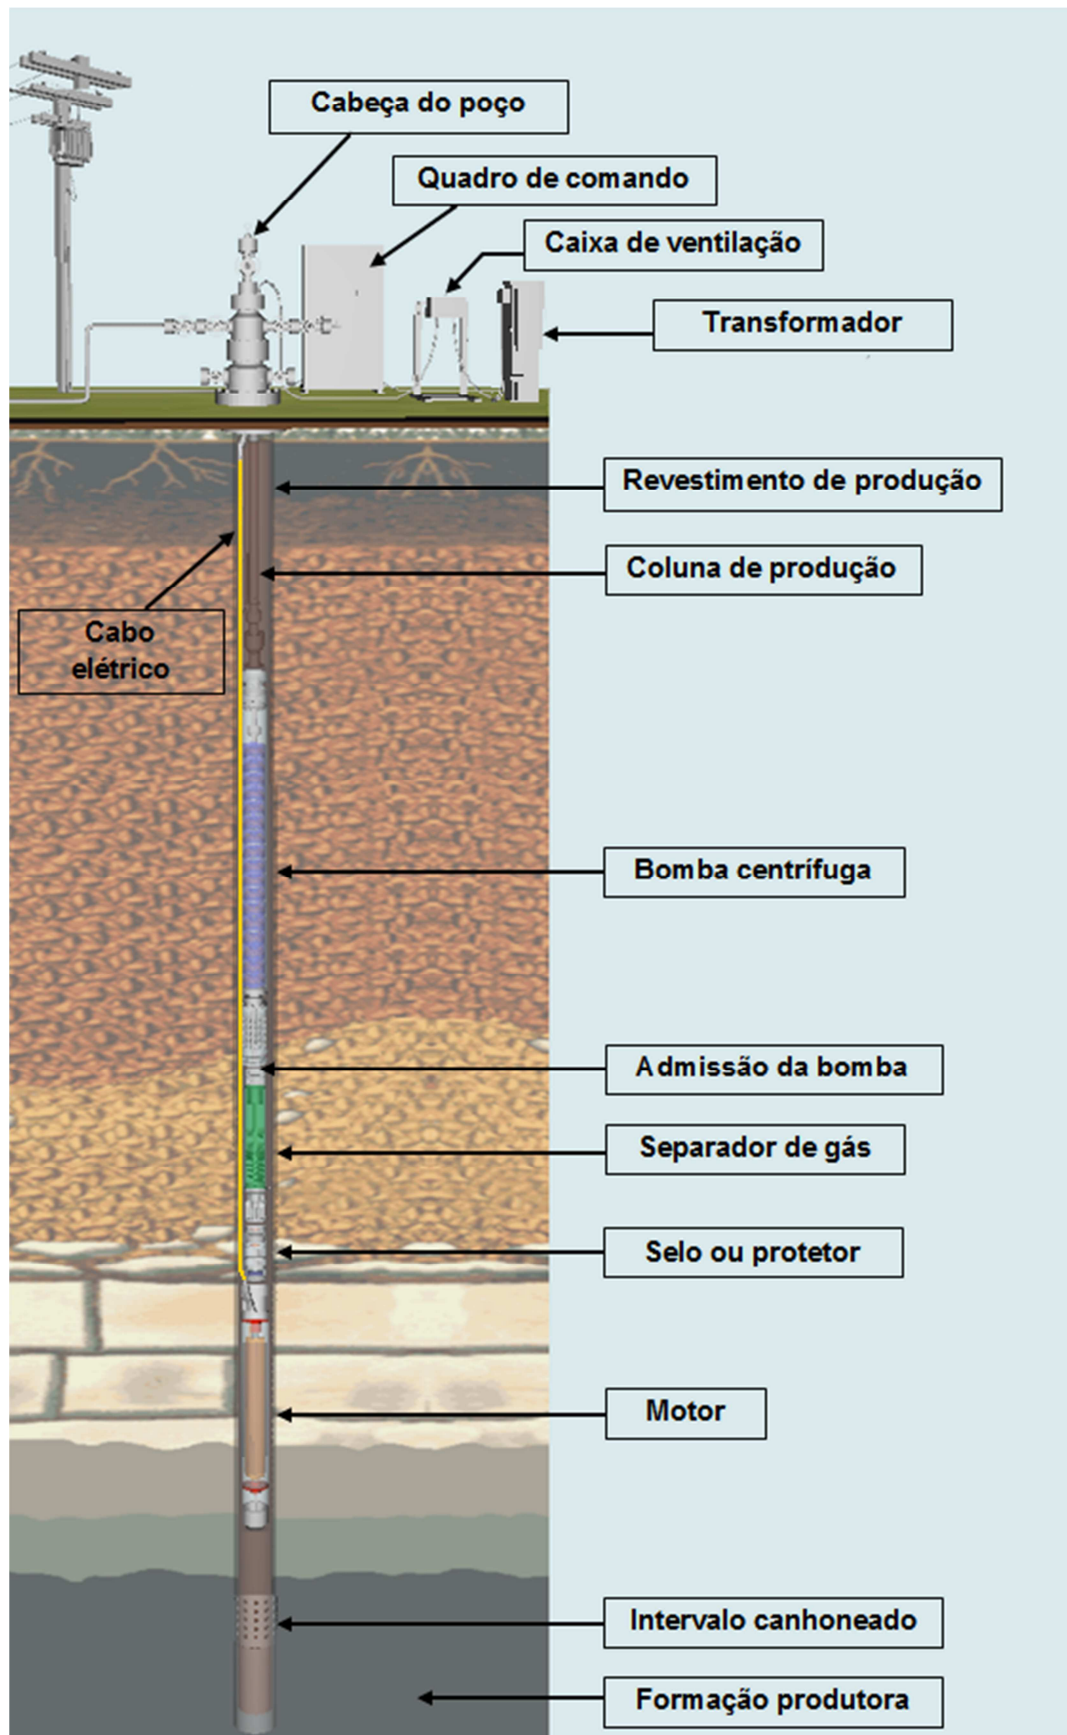 Cabeça do poço
Quadro de comando
Caixa de ventilação
Transformador
Revestimento de produção
Coluna de produção
Cabo
elétrico
Bomba centrífuga
Admissão da bomba
Separador de gás
Selo ou protetor
Motor
Intervalo canhoneado
Formação produtora